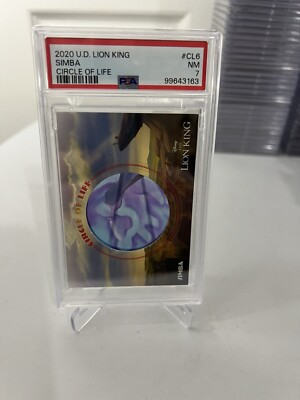 2020 U.D. LION KING
#CL6
SIMBA
NM
CIRCLE OF LIFE
PSA
7
99643163
CIRCLE OF LIFE
Disney
THE
LION KING
SIMBA